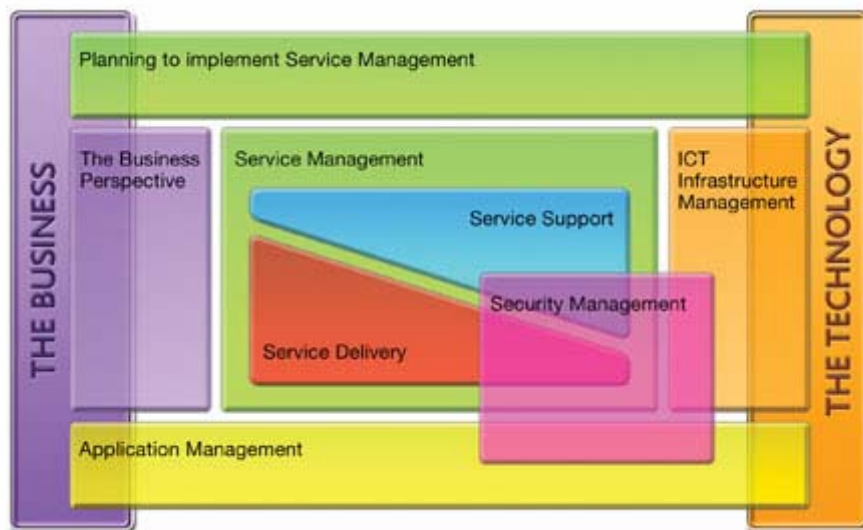 THE BUSINESS
Planning to implement Service Management
The Business
Perspective
Service Management
Service Support
Service Delivery
Security Management
ICT
Infrastructure
Management
Application Management
THE TECHNOLOGY